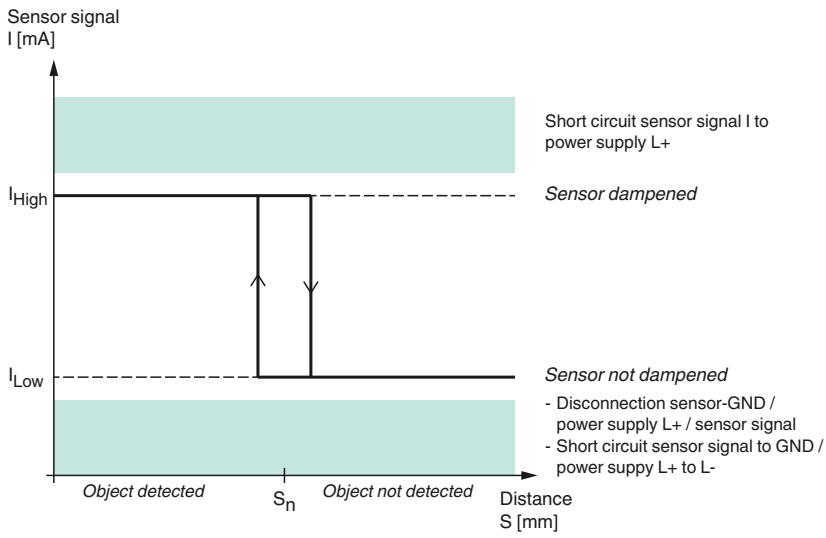 Sensor signal
I [mA]
Short circuit sensor signal I to
power supply L+
IHigh
Sensor dampened
ILow
Sensor not dampened
- Disconnection sensor-GND /
power supply L+ / sensor signal
- Short circuit sensor signal to GND /
power suppy L+ to L-
Object detected
Sn
Object not detected
Distance
S [mm]